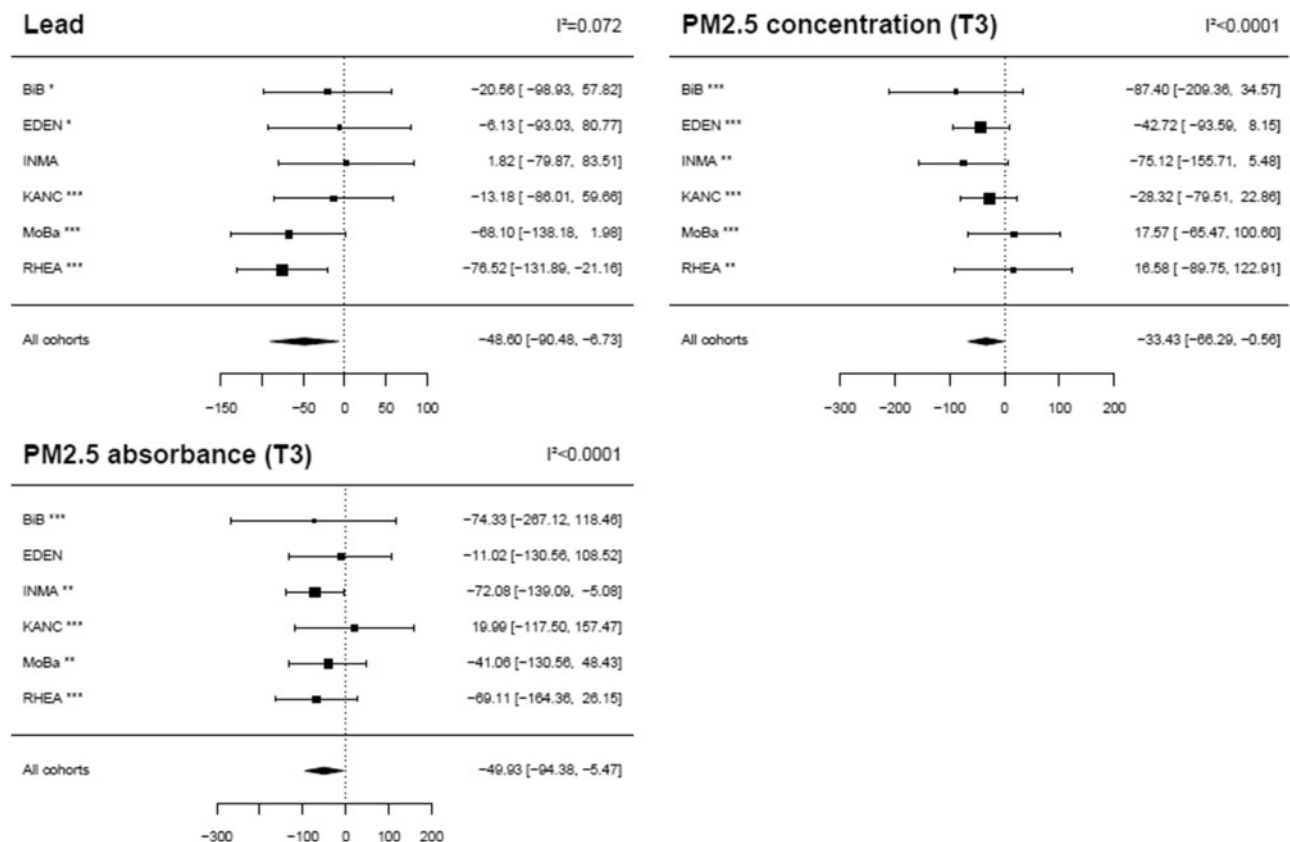 Lead I²=0.072
BiB * −20.56 [ −98.93, 57.82]
EDEN * −6.13 [ −93.03, 80.77]
INMA 1.82 [ −79.87, 83.51]
KANC *** −13.18 [ −86.01, 59.66]
MoBa *** −68.10 [−138.18, 1.98]
RHEA *** −76.52 [−131.89, −21.16]
All cohorts −48.60 [−90.48, −6.73]
−150 −50 0 50 100
PM2.5 concentration (T3) I²<0.0001
BiB *** −87.40 [−209.36, 34.57]
EDEN *** −42.72 [ −93.59, 8.15]
INMA ** −75.12 [−155.71, 5.48]
KANC *** −28.32 [ −79.51, 22.86]
MoBa *** 17.57 [ −65.47, 100.60]
RHEA ** 16.58 [ −89.75, 122.91]
All cohorts −33.43 [−66.29, −0.56]
−300 −200 −100 0 100 200
PM2.5 absorbance (T3) I²<0.0001
BiB *** −74.33 [−267.12, 118.46]
EDEN −11.02 [−130.56, 108.52]
INMA ** −72.08 [−139.09, −5.08]
KANC *** 19.99 [−117.50, 157.47]
MoBa ** −41.06 [−130.56, 48.43]
RHEA *** −69.11 [−164.36, 26.15]
All cohorts −49.93 [−94.38, −5.47]
−300 −100 0 100 200